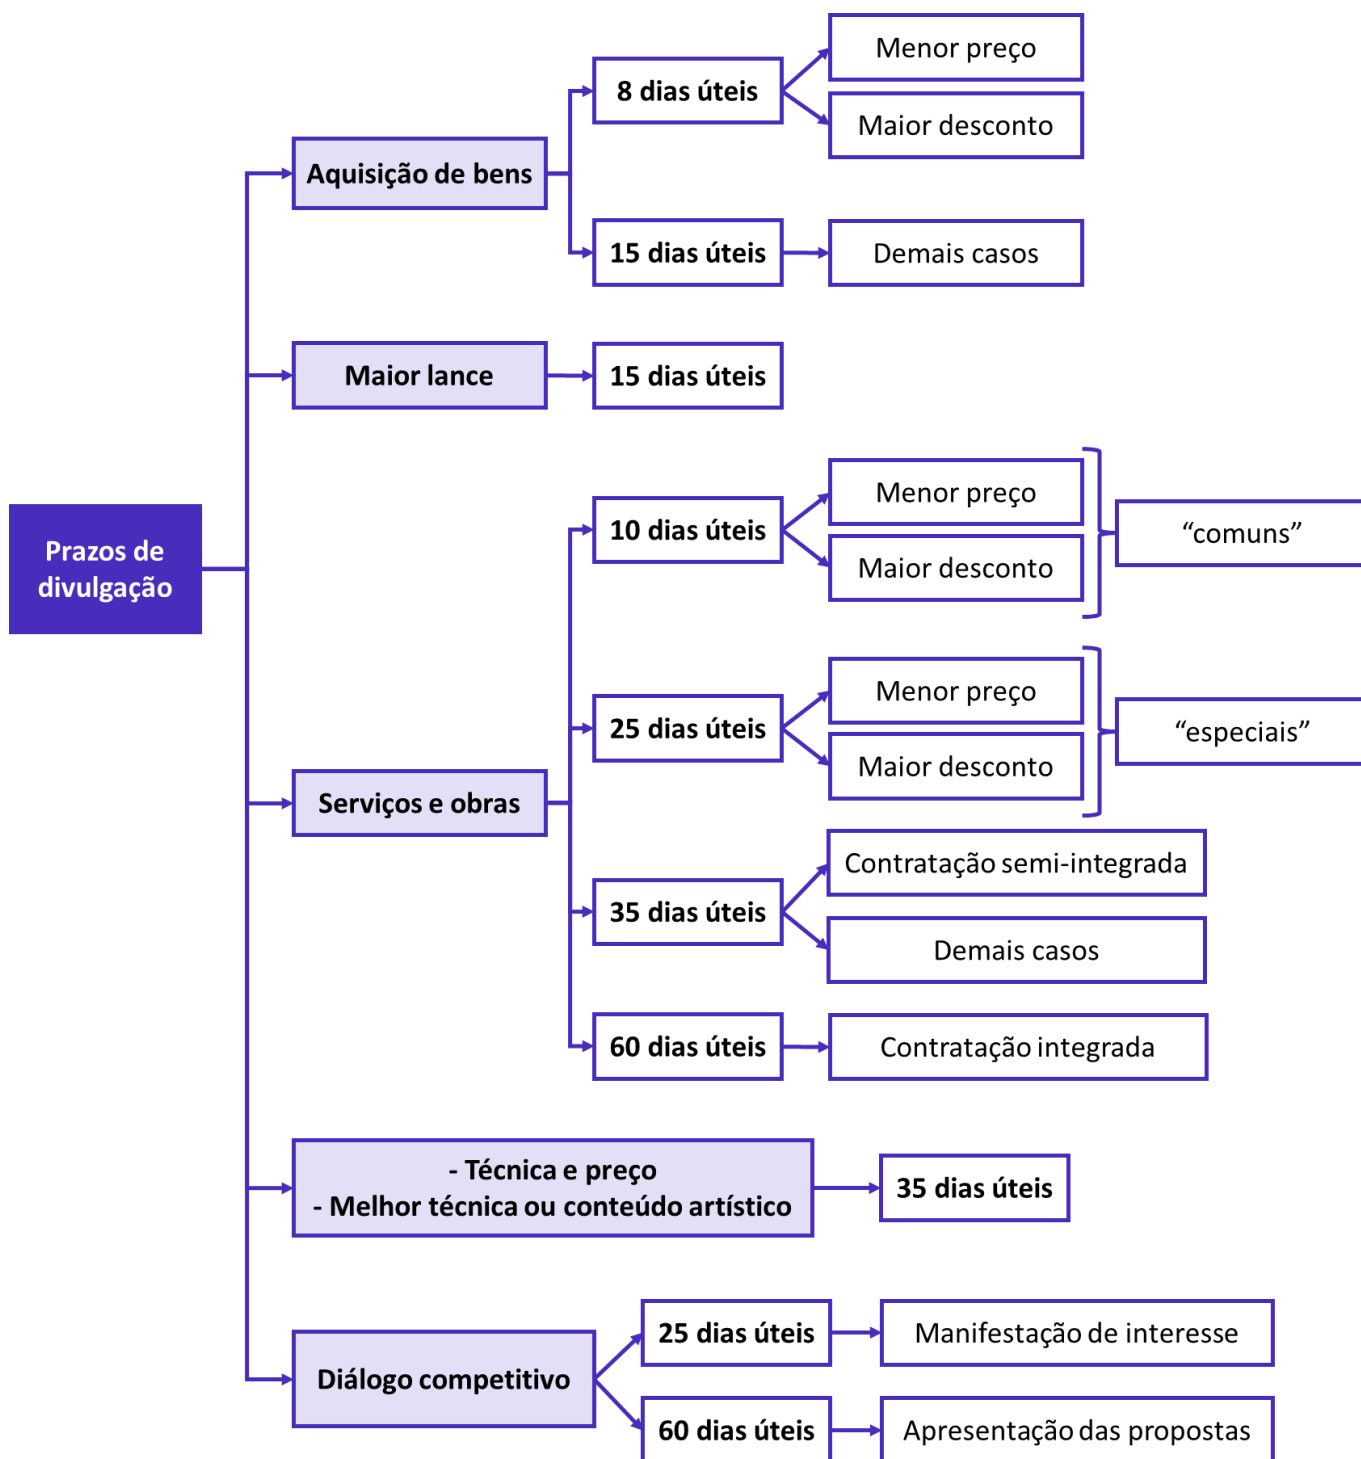 Prazos de
divulgação
Aquisição de bens
8 dias úteis
Menor preço
Maior desconto
15 dias úteis
Demais casos
Maior lance
15 dias úteis
Serviços e obras
10 dias úteis
Menor preço
Maior desconto
“comuns”
25 dias úteis
Menor preço
Maior desconto
“especiais”
35 dias úteis
Contratação semi-integrada
Demais casos
60 dias úteis
Contratação integrada
- Técnica e preço
- Melhor técnica ou conteúdo artístico
35 dias úteis
Diálogo competitivo
25 dias úteis
Manifestação de interesse
60 dias úteis
Apresentação das propostas